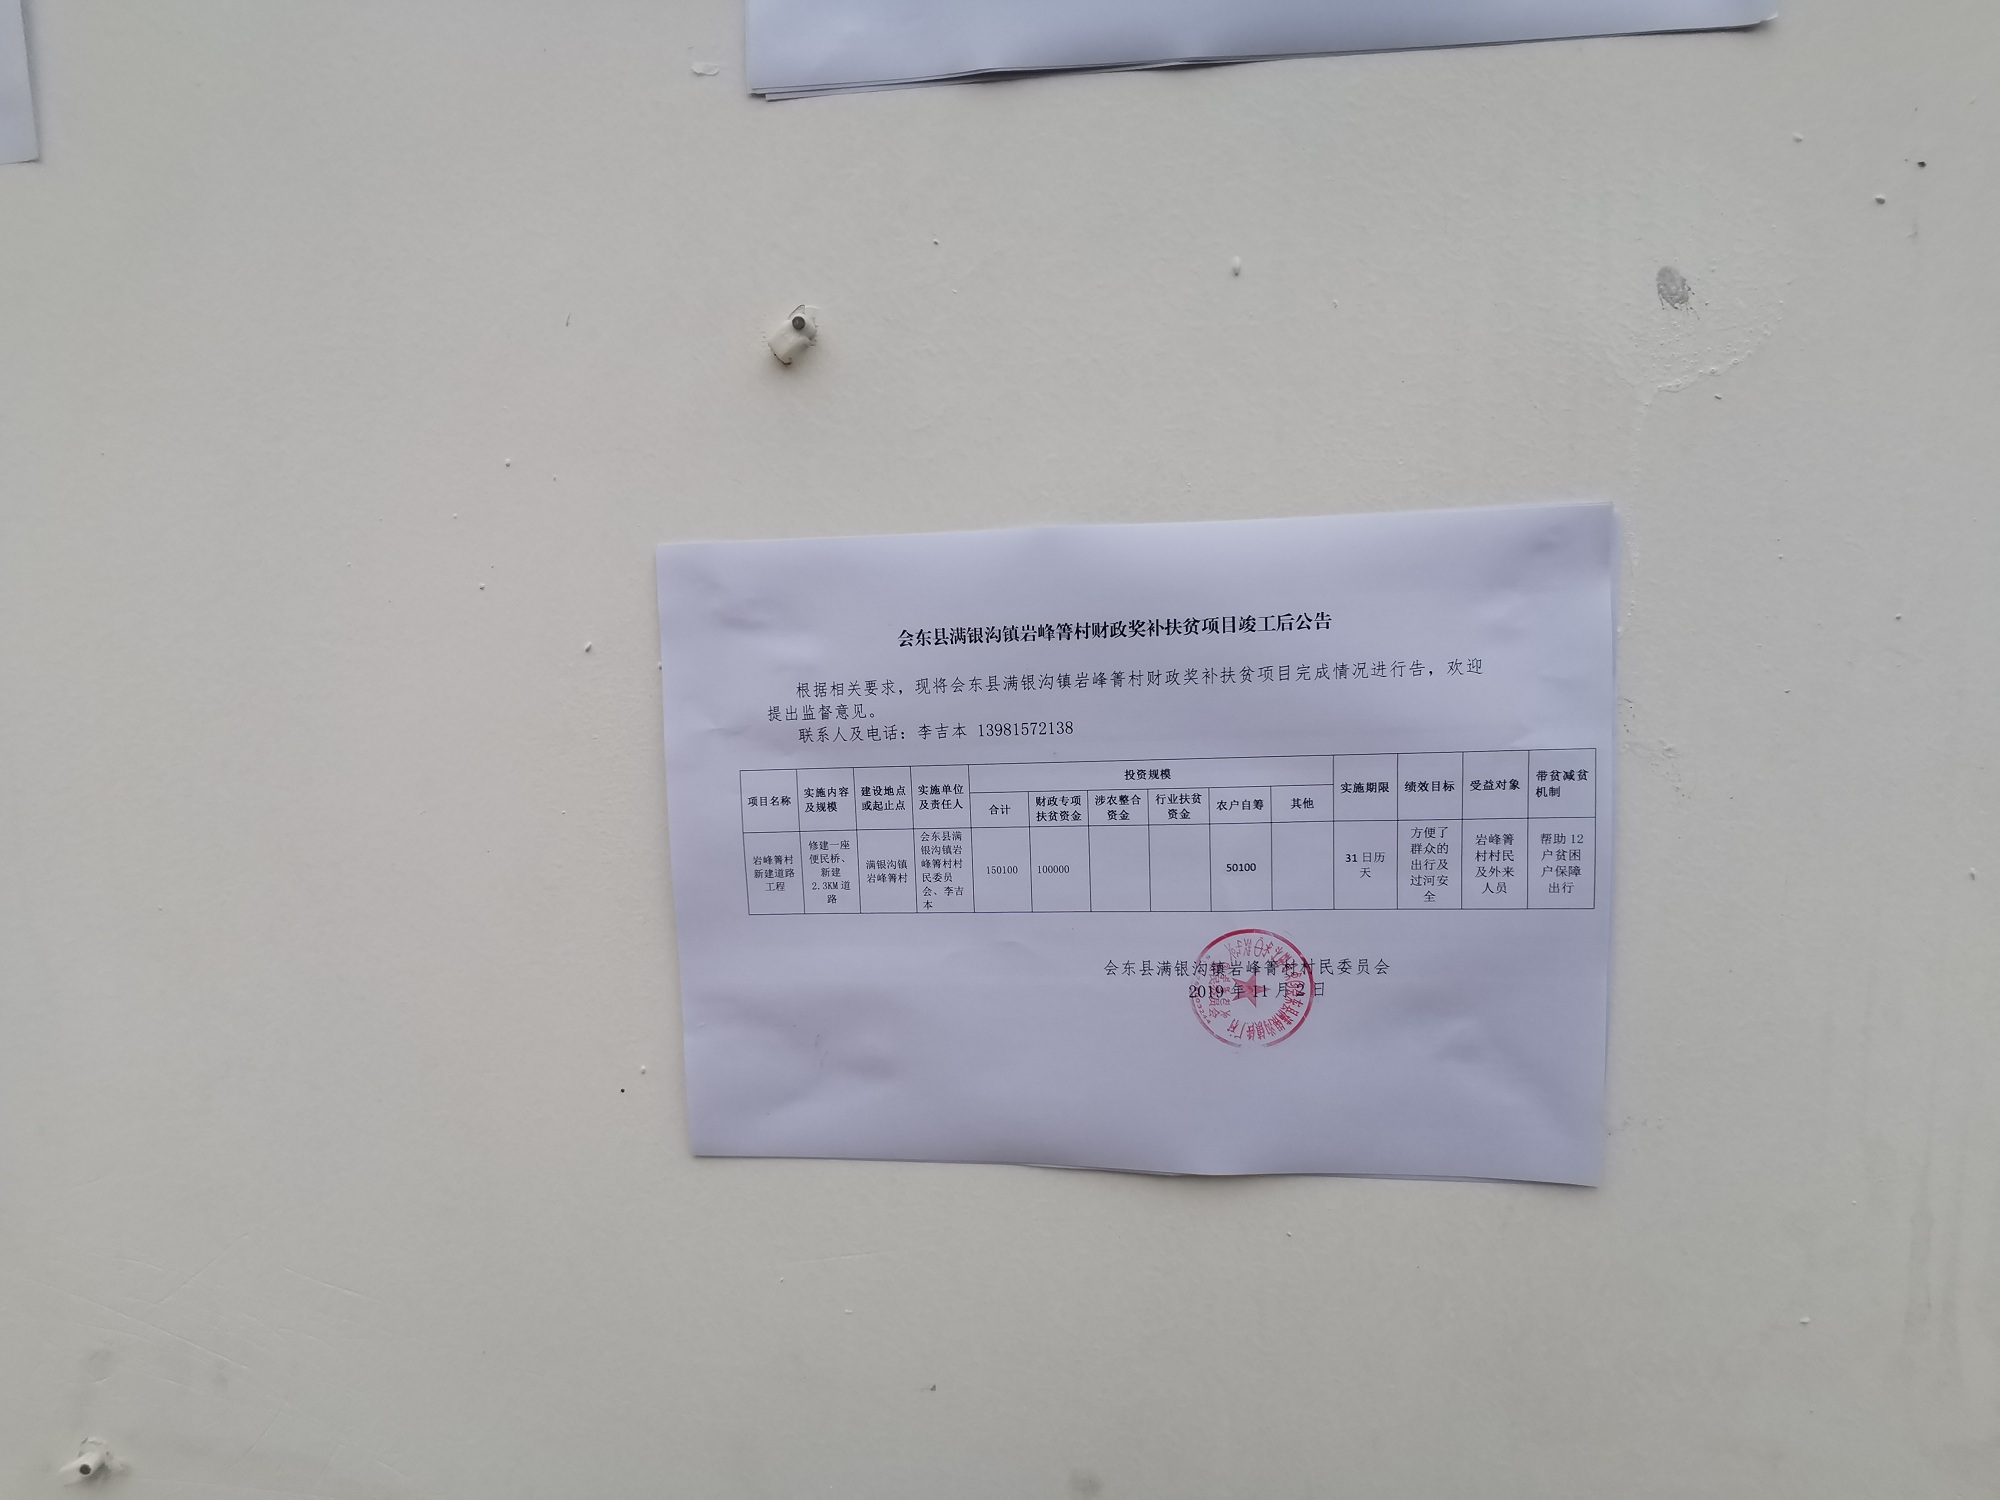 会东县满银沟镇岩峰箐村财政奖补扶贫项目竣工后公告
根据相关要求，现将会东县满银沟镇岩峰箐村财政奖补扶贫项目完成情况进行告，欢迎
提出监督意见。
联系人及电话：李吉本 13981572138
项目名称 实施内容及规模 建设地点或起止点 实施单位及责任人 投资规模 实施期限 绩效目标 受益对象 带贫减贫机制
合计 财政专项扶贫资金 涉农整合资金 行业扶贫资金 农户自筹 其他
岩峰箐村新建道路工程 修建一座便民桥、新建2.3KM道路 满银沟镇岩峰箐村 会东县满银沟镇岩峰箐村村民委员会、李吉本 150100 100000 50100 31日历天 方便了群众的出行及过河安全 岩峰箐村村民及外来人员 帮助12户贫困户保障出行
会东县满银沟镇岩峰箐村村民委员会
2019年11月 日